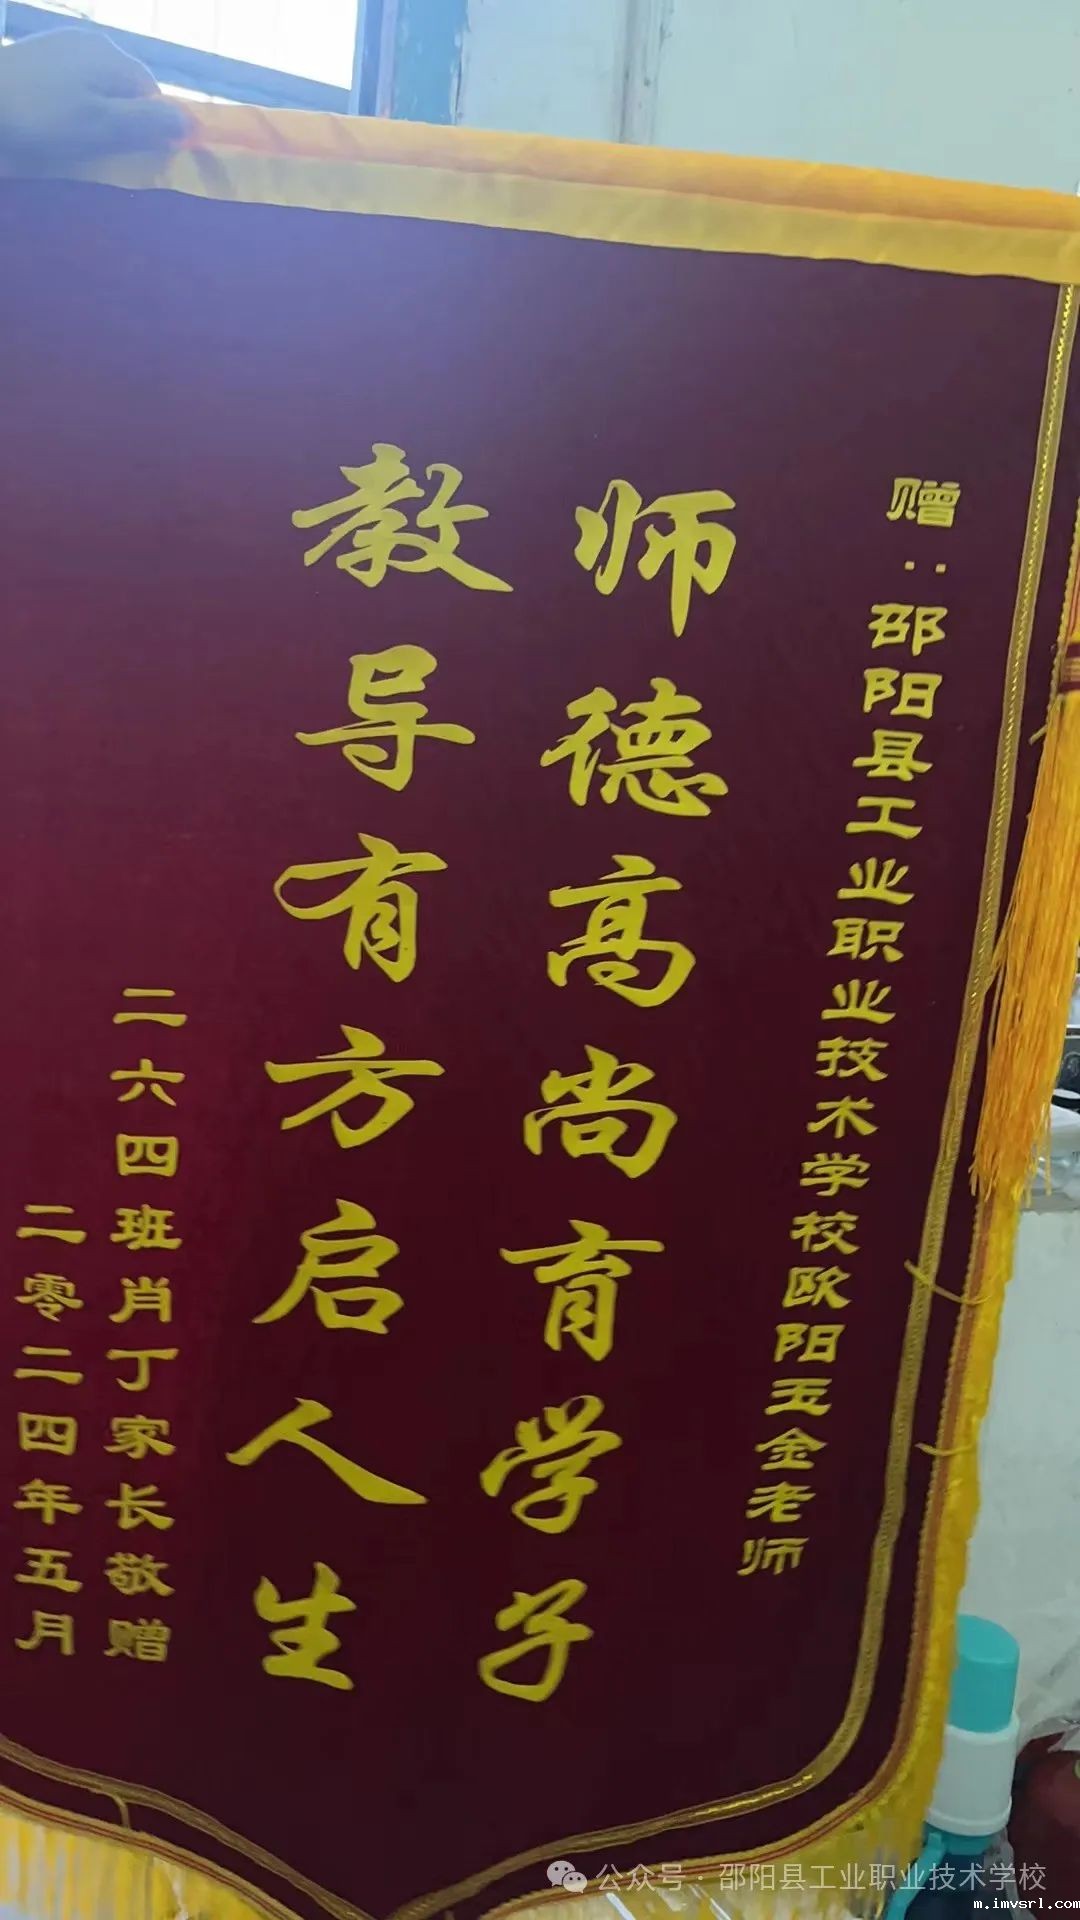 赠：邵阳县工业职业技术学校欧阳玉金老师
师德高尚育学子
教导有方启人生
二六四班肖丁家长敬赠
二零二四年五月
公众号·邵阳县工业职业技术学校
m.imvsrl.com